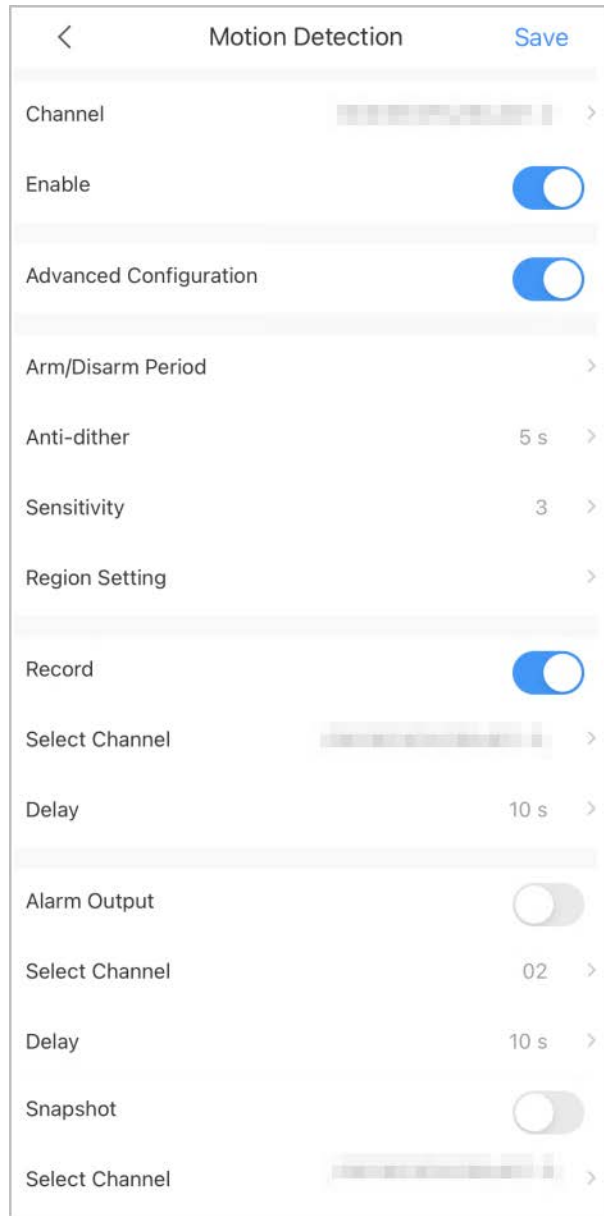 Motion Detection Save
Channel
Enable
Advanced Configuration
Arm/Disarm Period
Anti-dither 5 s
Sensitivity 3
Region Setting
Record
Select Channel
Delay 10 s
Alarm Output
Select Channel 02
Delay 10 s
Snapshot
Select Channel